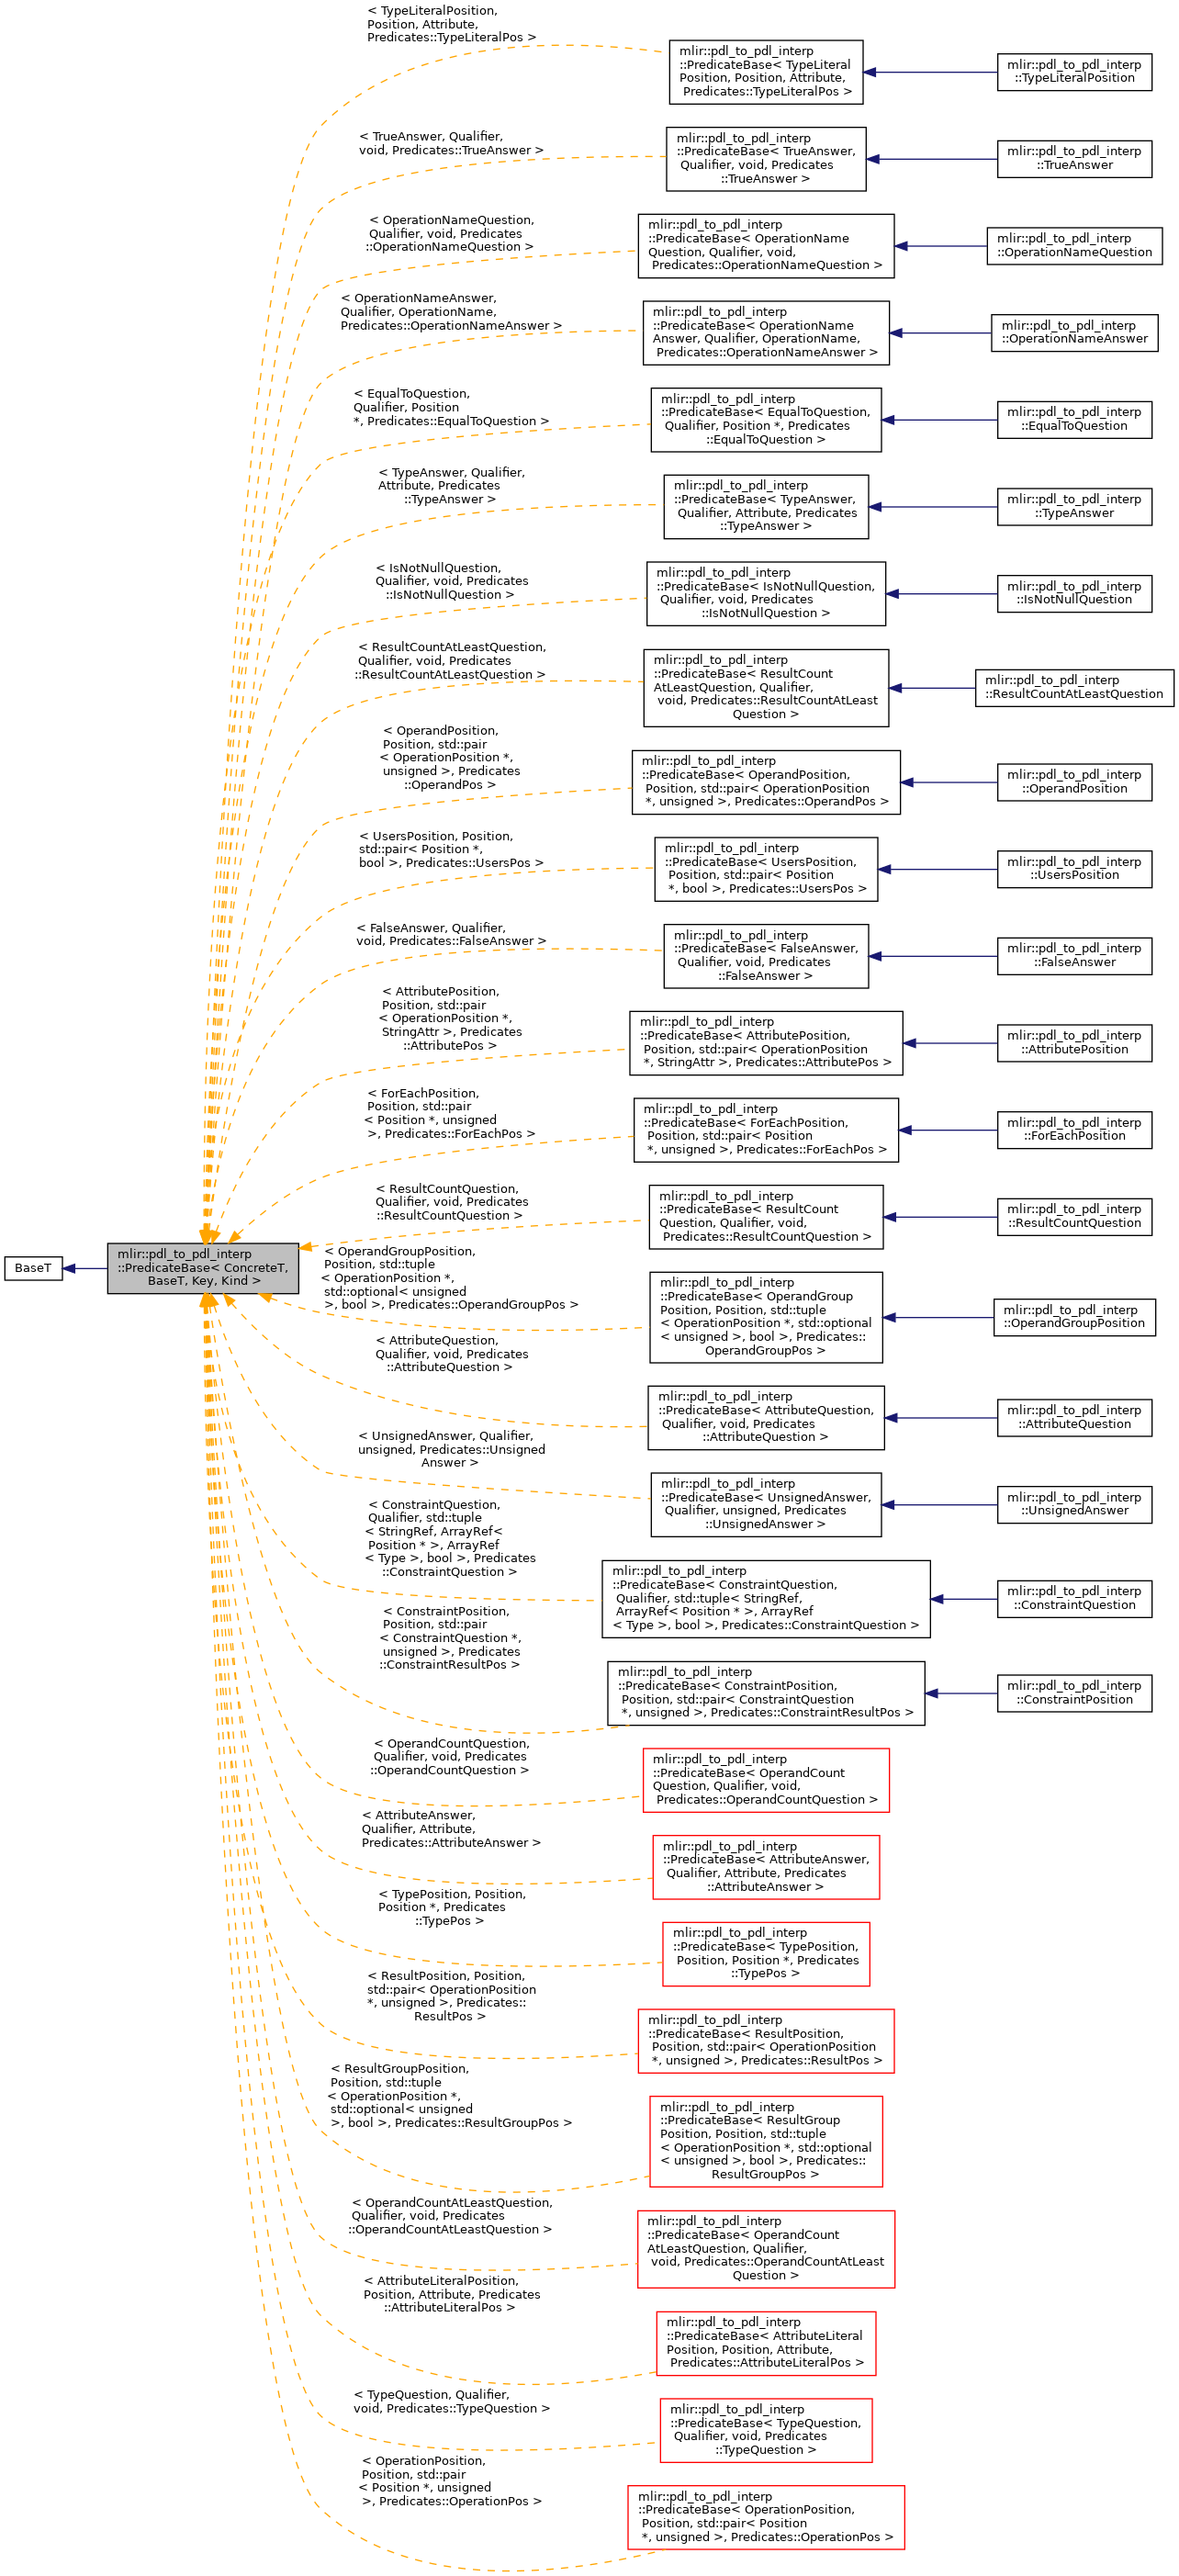 < TypeLiteralPosition,
Position, Attribute,
Predicates::TypeLiteralPos >
mlir::pdl_to_pdl_interp
::PredicateBase< TypeLiteral
Position, Position, Attribute,
Predicates::TypeLiteralPos >
mlir::pdl_to_pdl_interp
::TypeLiteralPosition
< TrueAnswer, Qualifier,
void, Predicates::TrueAnswer >
mlir::pdl_to_pdl_interp
::PredicateBase< TrueAnswer,
Qualifier, void, Predicates
::TrueAnswer >
mlir::pdl_to_pdl_interp
::TrueAnswer
< OperationNameQuestion,
Qualifier, void, Predicates
::OperationNameQuestion >
mlir::pdl_to_pdl_interp
::PredicateBase< OperationName
Question, Qualifier, void,
Predicates::OperationNameQuestion >
mlir::pdl_to_pdl_interp
::OperationNameQuestion
< OperationNameAnswer,
Qualifier, OperationName,
Predicates::OperationNameAnswer >
mlir::pdl_to_pdl_interp
::PredicateBase< OperationName
Answer, Qualifier, OperationName,
Predicates::OperationNameAnswer >
mlir::pdl_to_pdl_interp
::OperationNameAnswer
< EqualToQuestion,
Qualifier, Position
*, Predicates::EqualToQuestion >
mlir::pdl_to_pdl_interp
::PredicateBase< EqualToQuestion,
Qualifier, Position *, Predicates
::EqualToQuestion >
mlir::pdl_to_pdl_interp
::EqualToQuestion
< TypeAnswer, Qualifier,
Attribute, Predicates
::TypeAnswer >
mlir::pdl_to_pdl_interp
::PredicateBase< TypeAnswer,
Qualifier, Attribute, Predicates
::TypeAnswer >
mlir::pdl_to_pdl_interp
::TypeAnswer
< IsNotNullQuestion,
Qualifier, void, Predicates
::IsNotNullQuestion >
mlir::pdl_to_pdl_interp
::PredicateBase< IsNotNullQuestion,
Qualifier, void, Predicates
::IsNotNullQuestion >
mlir::pdl_to_pdl_interp
::IsNotNullQuestion
< ResultCountAtLeastQuestion,
Qualifier, void, Predicates
::ResultCountAtLeastQuestion >
mlir::pdl_to_pdl_interp
::PredicateBase< ResultCount
AtLeastQuestion, Qualifier,
void, Predicates::ResultCountAtLeast
Question >
mlir::pdl_to_pdl_interp
::ResultCountAtLeastQuestion
< OperandPosition,
Position, std::pair
< OperationPosition *,
unsigned >, Predicates
::OperandPos >
mlir::pdl_to_pdl_interp
::PredicateBase< OperandPosition,
Position, std::pair< OperationPosition
*, unsigned >, Predicates::OperandPos >
mlir::pdl_to_pdl_interp
::OperandPosition
< UsersPosition, Position,
std::pair< Position *,
bool >, Predicates::UsersPos >
mlir::pdl_to_pdl_interp
::PredicateBase< UsersPosition,
Position, std::pair< Position
*, bool >, Predicates::UsersPos >
mlir::pdl_to_pdl_interp
::UsersPosition
< FalseAnswer, Qualifier,
void, Predicates::FalseAnswer >
mlir::pdl_to_pdl_interp
::PredicateBase< FalseAnswer,
Qualifier, void, Predicates
::FalseAnswer >
mlir::pdl_to_pdl_interp
::FalseAnswer
< AttributePosition,
Position, std::pair
< OperationPosition *,
StringAttr >, Predicates
::AttributePos >
mlir::pdl_to_pdl_interp
::PredicateBase< AttributePosition,
Position, std::pair< OperationPosition
*, StringAttr >, Predicates::AttributePos >
mlir::pdl_to_pdl_interp
::AttributePosition
< ForEachPosition,
Position, std::pair
< Position *, unsigned
>, Predicates::ForEachPos >
mlir::pdl_to_pdl_interp
::PredicateBase< ForEachPosition,
Position, std::pair< Position
*, unsigned >, Predicates::ForEachPos >
mlir::pdl_to_pdl_interp
::ForEachPosition
< ResultCountQuestion,
Qualifier, void, Predicates
::ResultCountQuestion >
mlir::pdl_to_pdl_interp
::PredicateBase< ResultCount
Question, Qualifier, void,
Predicates::ResultCountQuestion >
mlir::pdl_to_pdl_interp
::ResultCountQuestion
BaseT
mlir::pdl_to_pdl_interp
::PredicateBase< ConcreteT,
BaseT, Key, Kind >
< OperandGroupPosition,
Position, std::tuple
< OperationPosition *,
std::optional< unsigned
>, bool >, Predicates::OperandGroupPos >
mlir::pdl_to_pdl_interp
::PredicateBase< OperandGroup
Position, Position, std::tuple
< OperationPosition *, std::optional
< unsigned >, bool >, Predicates::
OperandGroupPos >
mlir::pdl_to_pdl_interp
::OperandGroupPosition
< AttributeQuestion,
Qualifier, void, Predicates
::AttributeQuestion >
mlir::pdl_to_pdl_interp
::PredicateBase< AttributeQuestion,
Qualifier, void, Predicates
::AttributeQuestion >
mlir::pdl_to_pdl_interp
::AttributeQuestion
< UnsignedAnswer, Qualifier,
unsigned, Predicates::Unsigned
Answer >
mlir::pdl_to_pdl_interp
::PredicateBase< UnsignedAnswer,
Qualifier, unsigned, Predicates
::UnsignedAnswer >
mlir::pdl_to_pdl_interp
::UnsignedAnswer
< ConstraintQuestion,
Qualifier, std::tuple
< StringRef, ArrayRef<
Position * >, ArrayRef
< Type >, bool >, Predicates
::ConstraintQuestion >
mlir::pdl_to_pdl_interp
::PredicateBase< ConstraintQuestion,
Qualifier, std::tuple< StringRef,
ArrayRef< Position * >, ArrayRef
< Type >, bool >, Predicates::ConstraintQuestion >
mlir::pdl_to_pdl_interp
::ConstraintQuestion
< ConstraintPosition,
Position, std::pair
< ConstraintQuestion *,
unsigned >, Predicates
::ConstraintResultPos >
mlir::pdl_to_pdl_interp
::PredicateBase< ConstraintPosition,
Position, std::pair< ConstraintQuestion
*, unsigned >, Predicates::ConstraintResultPos >
mlir::pdl_to_pdl_interp
::ConstraintPosition
< OperandCountQuestion,
Qualifier, void, Predicates
::OperandCountQuestion >
mlir::pdl_to_pdl_interp
::PredicateBase< OperandCount
Question, Qualifier, void,
Predicates::OperandCountQuestion >
< AttributeAnswer,
Qualifier, Attribute,
Predicates::AttributeAnswer >
mlir::pdl_to_pdl_interp
::PredicateBase< AttributeAnswer,
Qualifier, Attribute, Predicates
::AttributeAnswer >
< TypePosition, Position,
Position *, Predicates
::TypePos >
mlir::pdl_to_pdl_interp
::PredicateBase< TypePosition,
Position, Position *, Predicates
::TypePos >
< ResultPosition, Position,
std::pair< OperationPosition
*, unsigned >, Predicates::
ResultPos >
mlir::pdl_to_pdl_interp
::PredicateBase< ResultPosition,
Position, std::pair< OperationPosition
*, unsigned >, Predicates::ResultPos >
< ResultGroupPosition,
Position, std::tuple
< OperationPosition *,
std::optional< unsigned
>, bool >, Predicates::ResultGroupPos >
mlir::pdl_to_pdl_interp
::PredicateBase< ResultGroup
Position, Position, std::tuple
< OperationPosition *, std::optional
< unsigned >, bool >, Predicates::
ResultGroupPos >
< OperandCountAtLeastQuestion,
Qualifier, void, Predicates
::OperandCountAtLeastQuestion >
mlir::pdl_to_pdl_interp
::PredicateBase< OperandCount
AtLeastQuestion, Qualifier,
void, Predicates::OperandCountAtLeast
Question >
< AttributeLiteralPosition,
Position, Attribute, Predicates
::AttributeLiteralPos >
mlir::pdl_to_pdl_interp
::PredicateBase< AttributeLiteral
Position, Position, Attribute,
Predicates::AttributeLiteralPos >
< TypeQuestion, Qualifier,
void, Predicates::TypeQuestion >
mlir::pdl_to_pdl_interp
::PredicateBase< TypeQuestion,
Qualifier, void, Predicates
::TypeQuestion >
< OperationPosition,
Position, std::pair
< Position *, unsigned
>, Predicates::OperationPos >
mlir::pdl_to_pdl_interp
::PredicateBase< OperationPosition,
Position, std::pair< Position
*, unsigned >, Predicates::OperationPos >